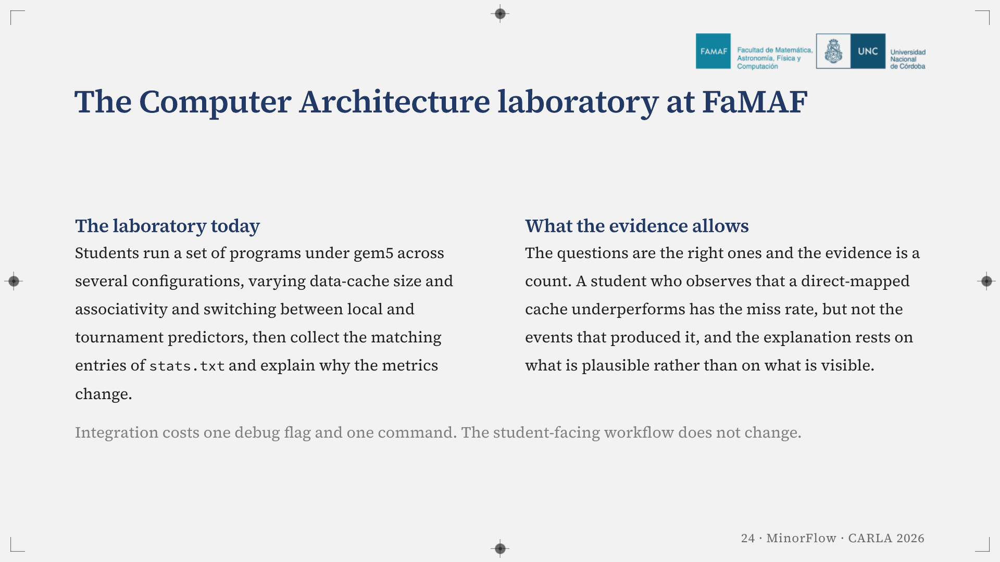 FAMAF
Facultad de Matemática,
Astronomía, Física y
Computación
UNC
Universidad
Nacional
de Córdoba
The Computer Architecture laboratory at FaMAF
The laboratory today
Students run a set of programs under gem5 across
several configurations, varying data-cache size and
associativity and switching between local and
tournament predictors, then collect the matching
entries of stats.txt and explain why the metrics
change.
What the evidence allows
The questions are the right ones and the evidence is a
count. A student who observes that a direct-mapped
cache underperforms has the miss rate, but not the
events that produced it, and the explanation rests on
what is plausible rather than on what is visible.
Integration costs one debug flag and one command. The student-facing workflow does not change.
24 · MinorFlow · CARLA 2026